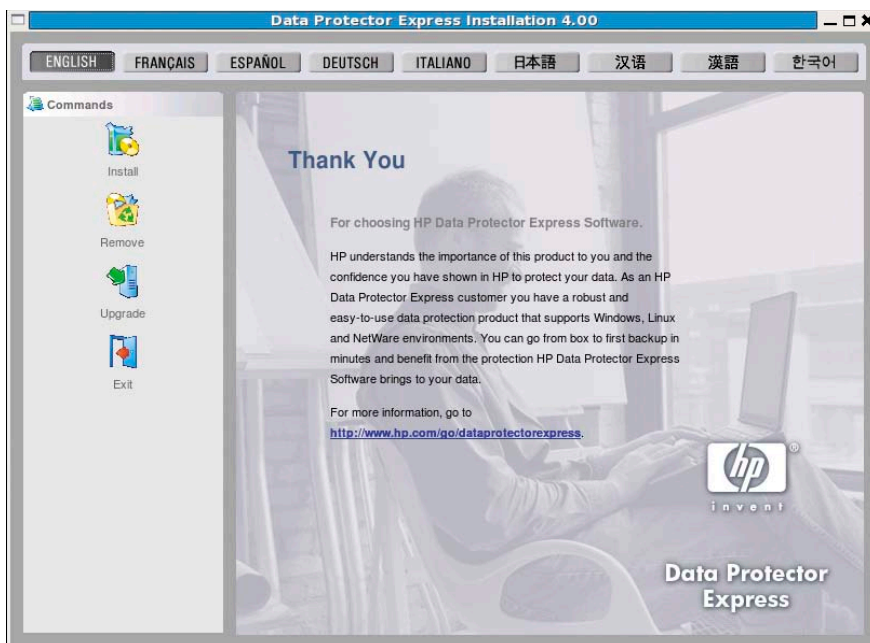 Data Protector Express Installation 4.00
ENGLISH FRANÇAIS ESPAÑOL DEUTSCH ITALIANO 日本語 汉语 漢語 한국어
Commands
Install
Remove
Upgrade
Exit
Thank You
For choosing HP Data Protector Express Software.
HP understands the importance of this product to you and the
confidence you have shown in HP to protect your data. As an HP
Data Protector Express customer you have a robust and
easy-to-use data protection product that supports Windows, Linux
and NetWare environments. You can go from box to first backup in
minutes and benefit from the protection HP Data Protector Express
Software brings to your data.
For more information, go to
http://www.hp.com/go/dataprotectorexpress.
hp ®
invent
Data Protector
Express